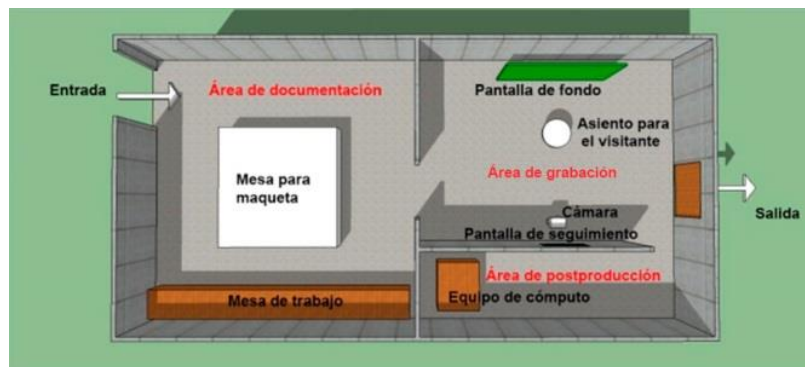 Entrada
Área de documentación
Mesa para
maqueta
Mesa de trabajo
Pantalla de fondo
Asiento para
el visitante
Área de grabación
Cámara
Pantalla de seguimiento
Salida
Área de postproducción
Equipo de cómputo